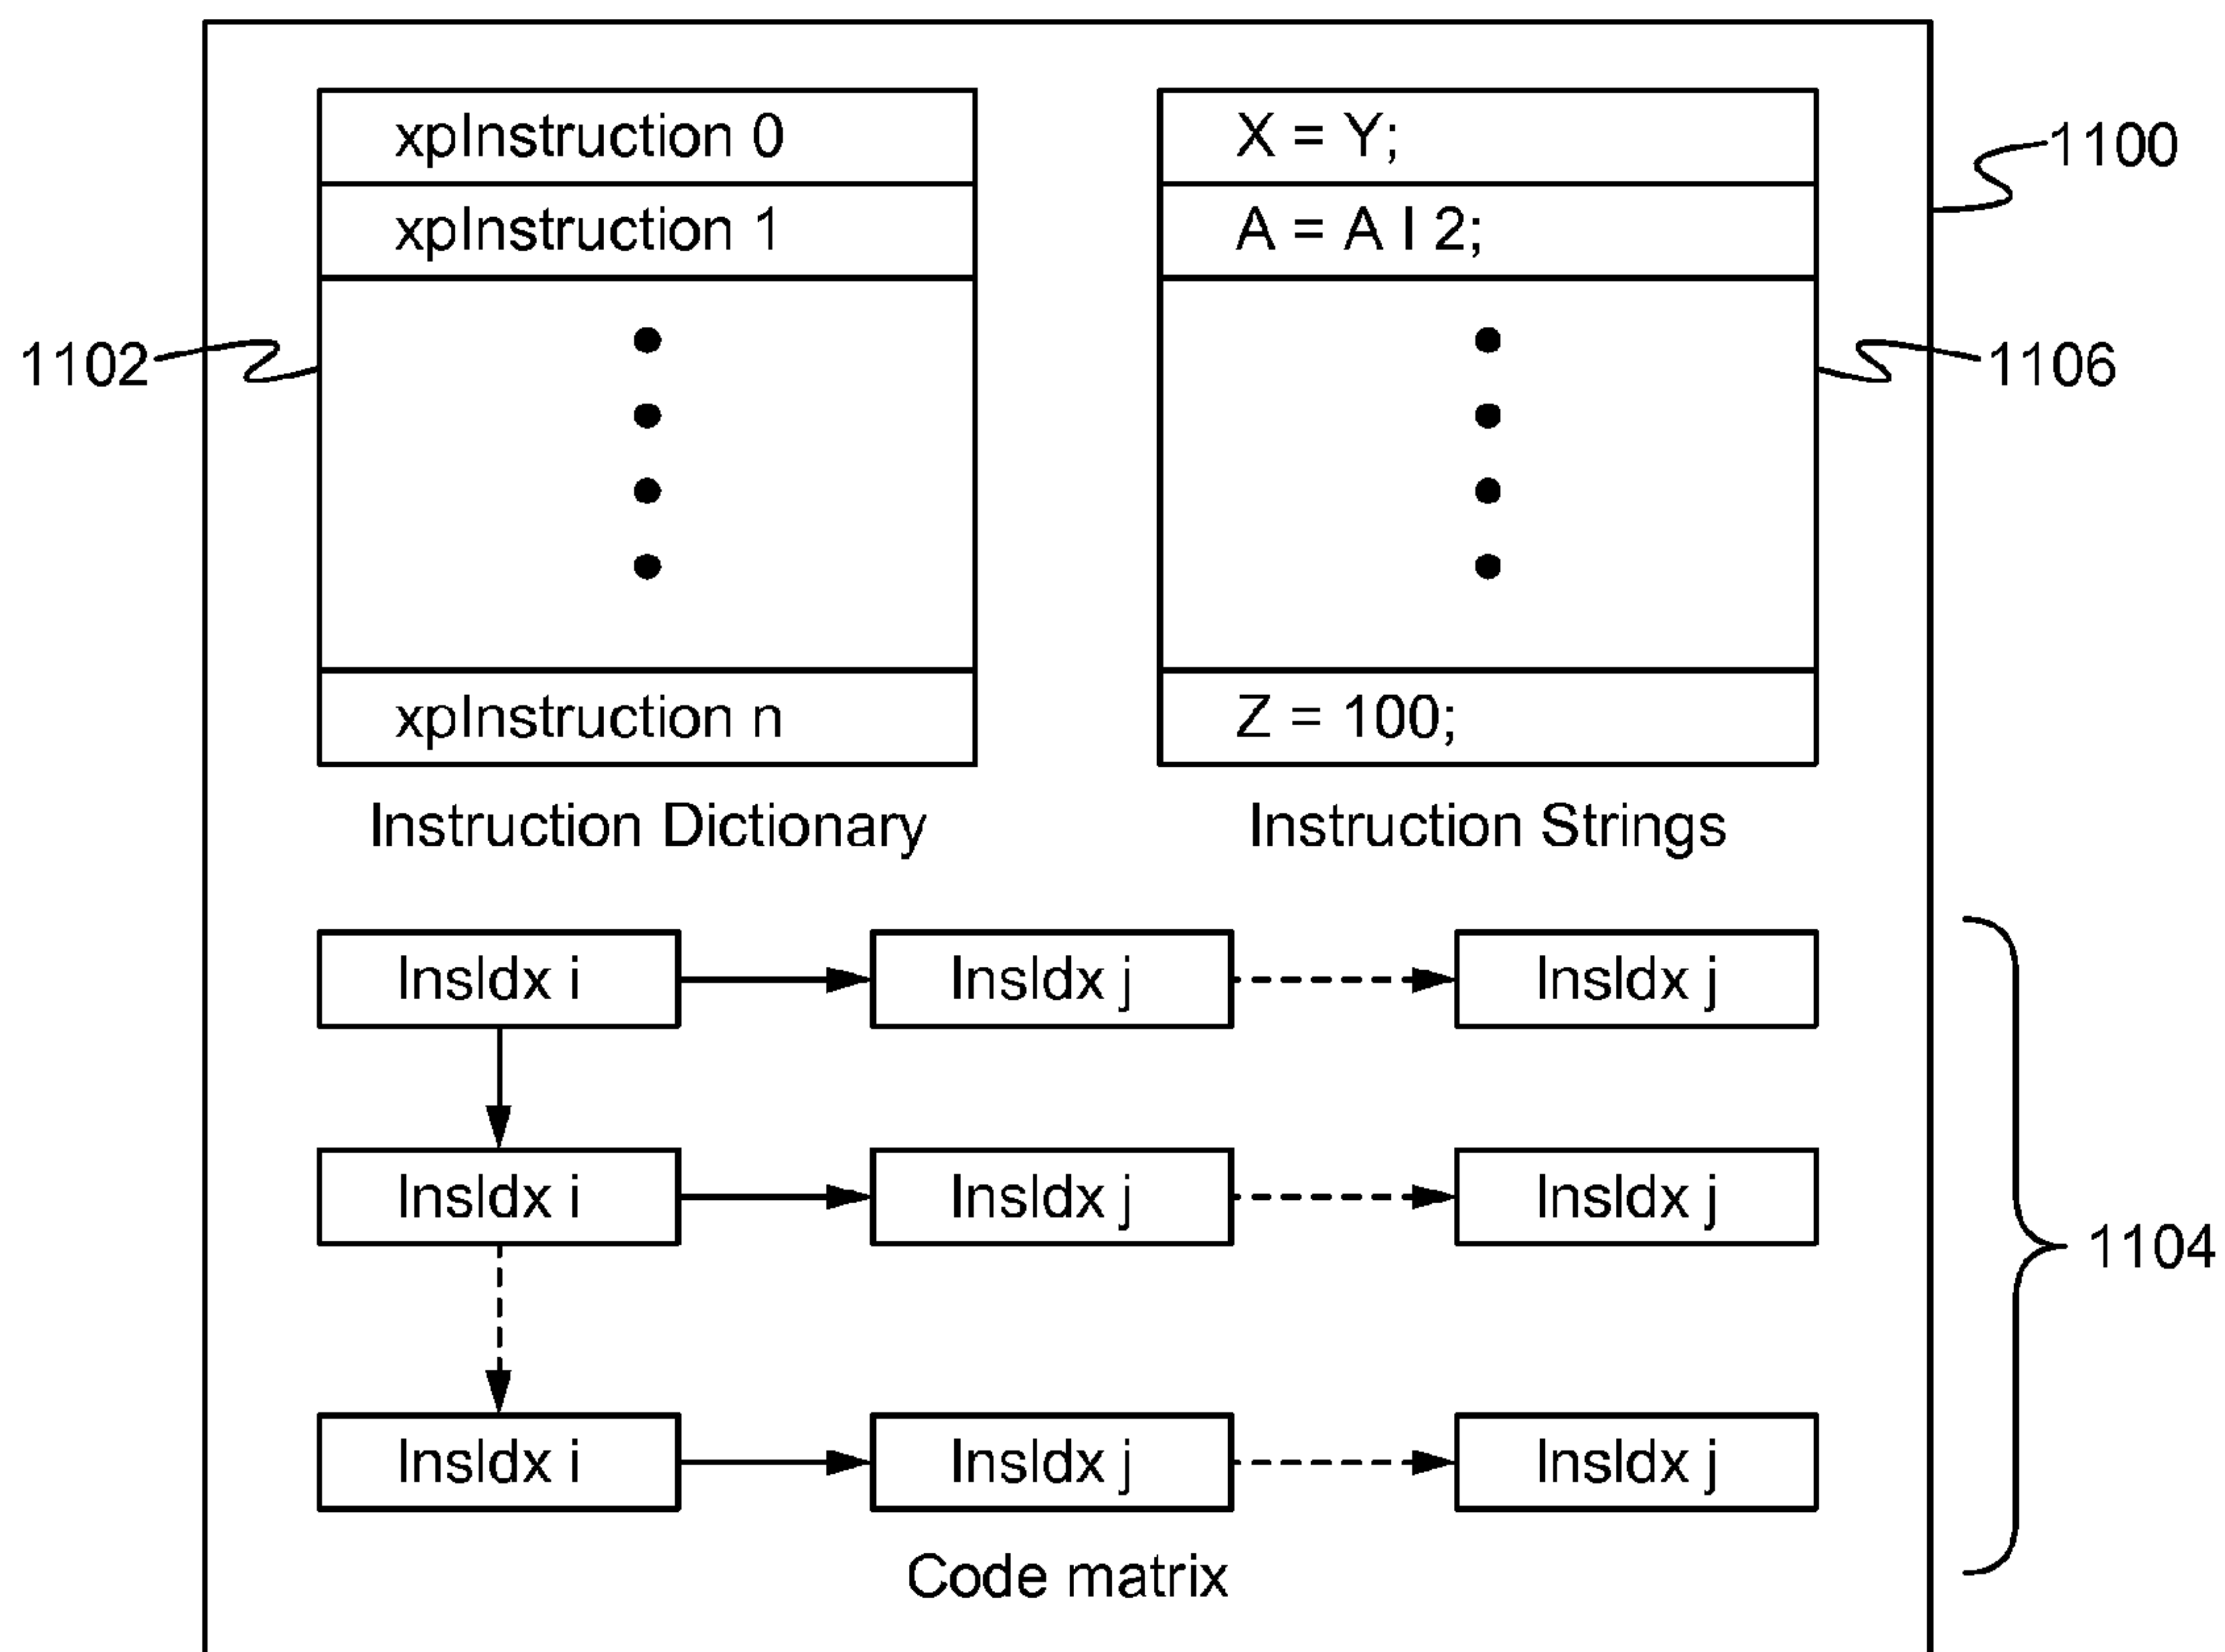 xpInstruction 0
X = Y;
1100
xpInstruction 1
A = A I 2;
1102
1106
xpInstruction n
Z = 100;
Instruction Dictionary
Instruction Strings
InsIdx i
InsIdx j
InsIdx j
InsIdx i
InsIdx j
InsIdx j
1104
InsIdx i
InsIdx j
InsIdx j
Code matrix